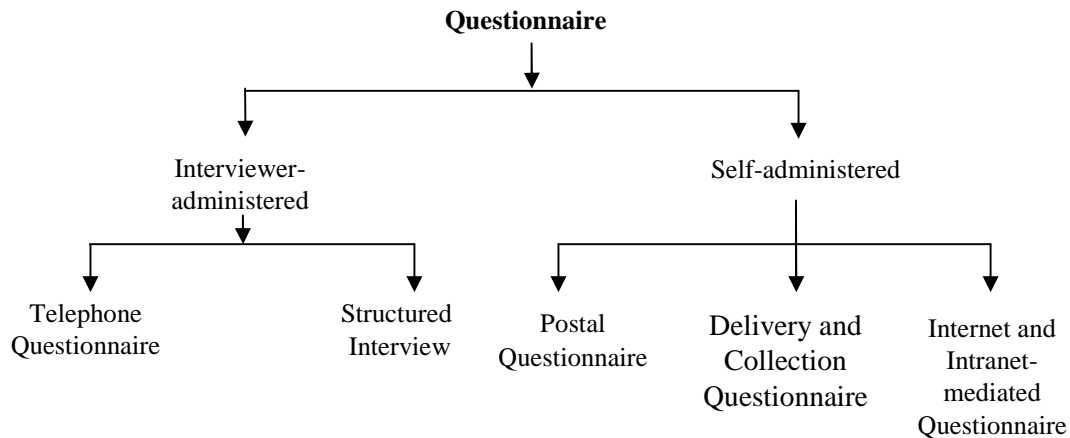 Questionnaire
Interviewer-
administered
Self-administered
Telephone
Questionnaire
Structured
Interview
Postal
Questionnaire
Delivery and
Collection
Questionnaire
Internet and
Intranet-
mediated
Questionnaire